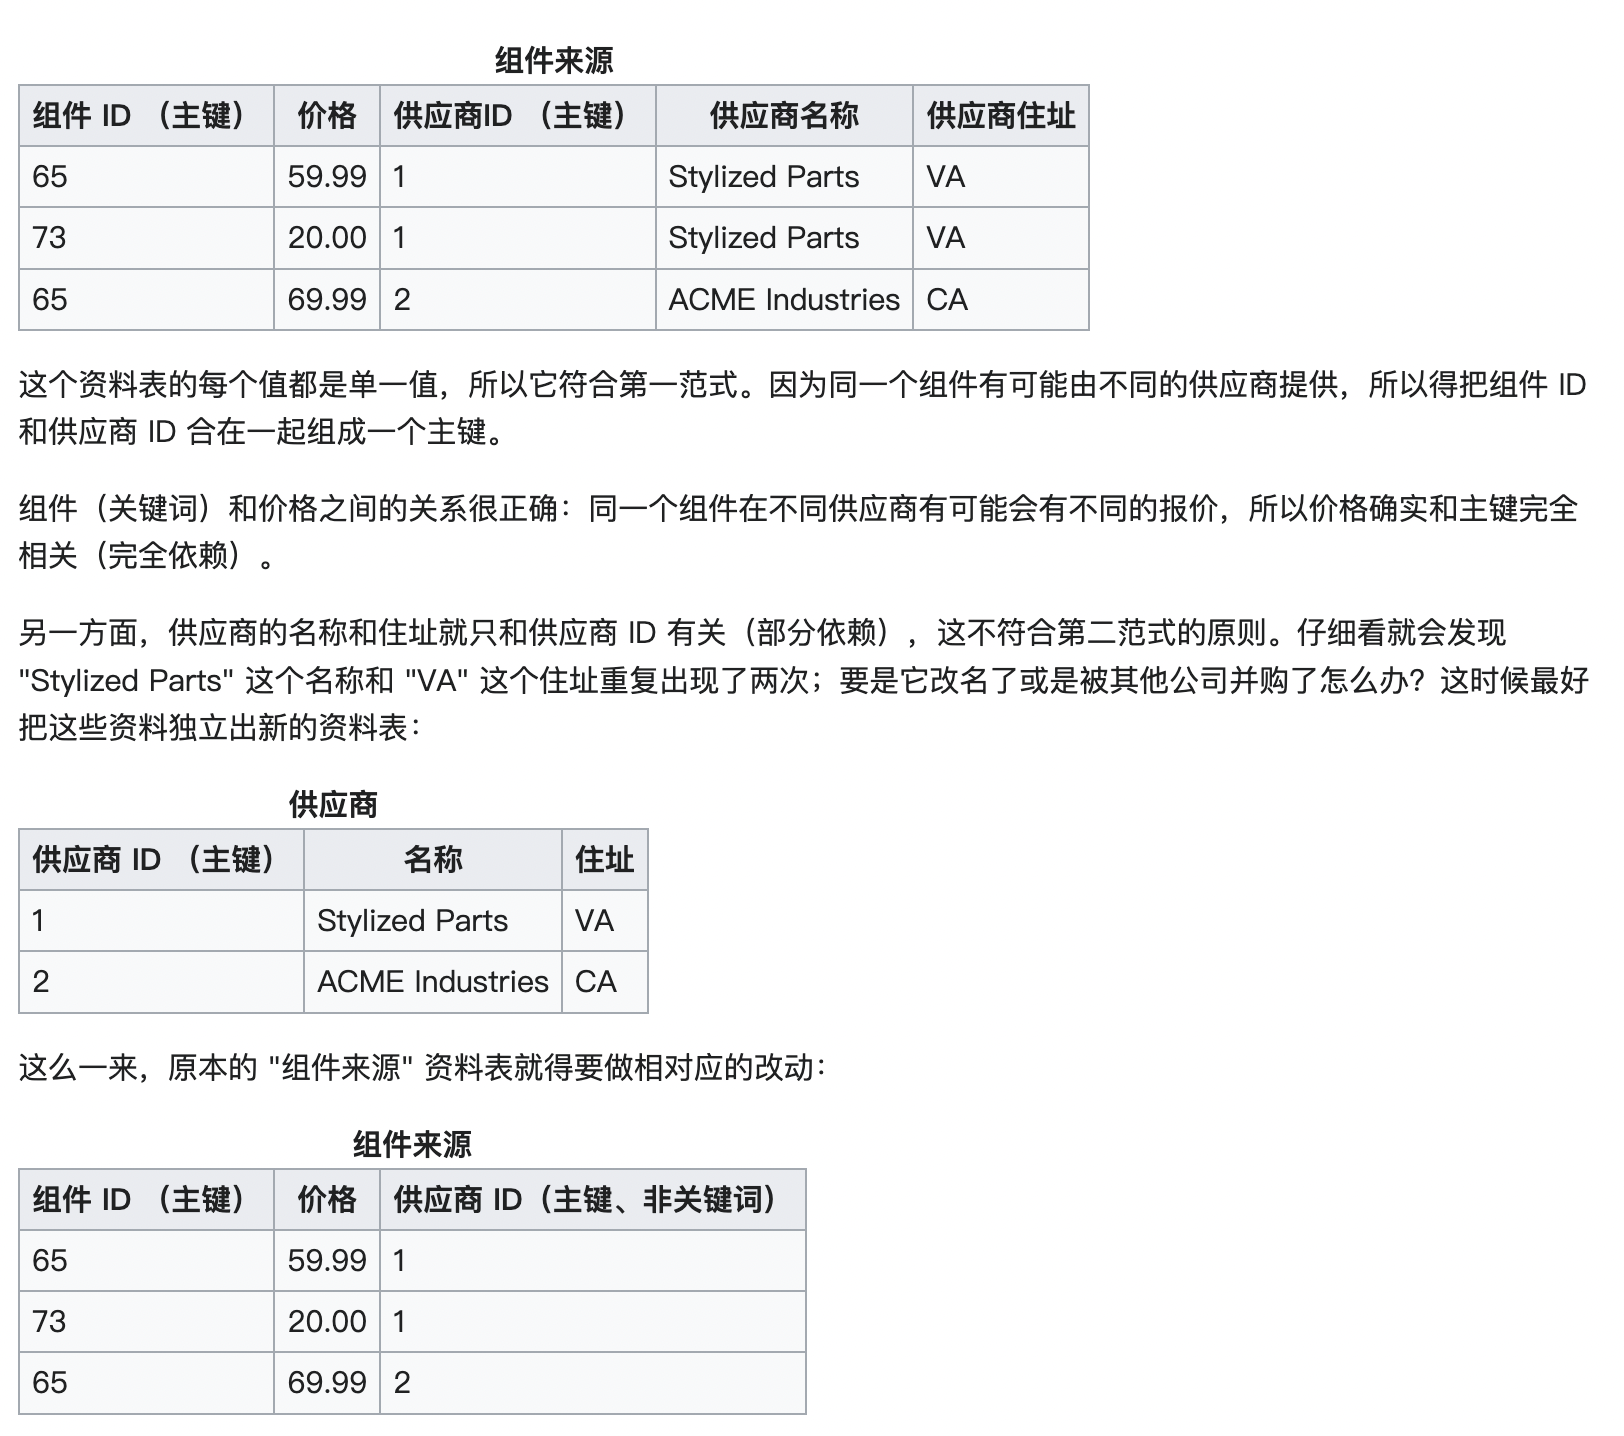 组件来源
组件 ID （主键） 价格 供应商ID （主键） 供应商名称 供应商住址
65 59.99 1 Stylized Parts VA
73 20.00 1 Stylized Parts VA
65 69.99 2 ACME Industries CA
这个资料表的每个值都是单一值，所以它符合第一范式。因为同一个组件有可能由不同的供应商提供，所以得把组件 ID
和供应商 ID 合在一起组成一个主键。
组件（关键词）和价格之间的关系很正确：同一个组件在不同供应商有可能会有不同的报价，所以价格确实和主键完全
相关（完全依赖）。
另一方面，供应商的名称和住址就只和供应商 ID 有关（部分依赖），这不符合第二范式的原则。仔细看就会发现
"Stylized Parts" 这个名称和 "VA" 这个住址重复出现了两次；要是它改名了或是被其他公司并购了怎么办？这时候最好
把这些资料独立出新的资料表：
供应商
供应商 ID （主键） 名称 住址
1 Stylized Parts VA
2 ACME Industries CA
这么一来，原本的 "组件来源" 资料表就得要做相对应的改动：
组件来源
组件 ID （主键） 价格 供应商 ID（主键、非关键词）
65 59.99 1
73 20.00 1
65 69.99 2